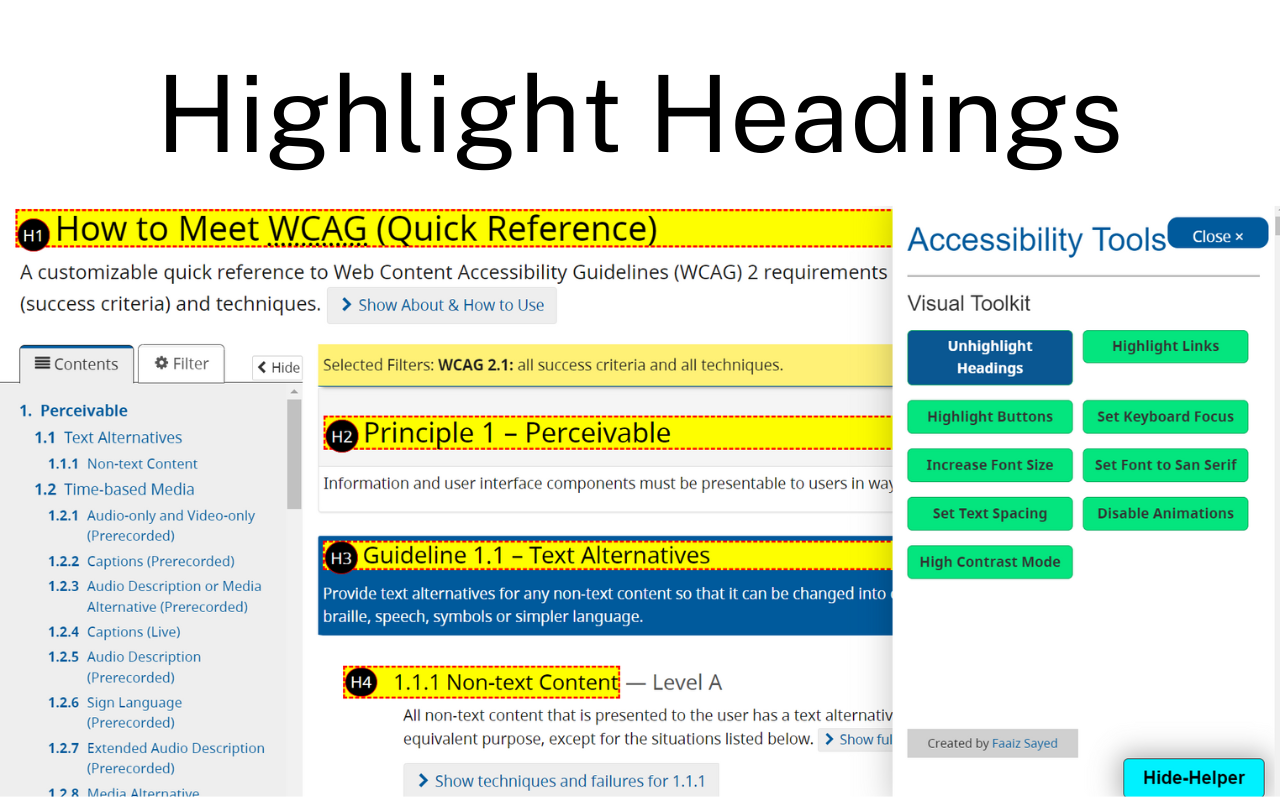 Highlight Headings
H1 How to Meet WCAG (Quick Reference)
A customizable quick reference to Web Content Accessibility Guidelines (WCAG) 2 requirements
(success criteria) and techniques. Show About & How to Use
Contents
Filter
Hide
1. Perceivable
1.1 Text Alternatives
1.1.1 Non-text Content
1.2 Time-based Media
1.2.1 Audio-only and Video-only
(Prerecorded)
1.2.2 Captions (Prerecorded)
1.2.3 Audio Description or Media
Alternative (Prerecorded)
1.2.4 Captions (Live)
1.2.5 Audio Description
(Prerecorded)
1.2.6 Sign Language
(Prerecorded)
1.2.7 Extended Audio Description
(Prerecorded)
1.2.8 Media Alternative
Selected Filters: WCAG 2.1: all success criteria and all techniques.
H2 Principle 1 – Perceivable
Information and user interface components must be presentable to users in way
H3 Guideline 1.1 – Text Alternatives
Provide text alternatives for any non-text content so that it can be changed into
braille, speech, symbols or simpler language.
H4 1.1.1 Non-text Content — Level A
All non-text content that is presented to the user has a text alternativ
equivalent purpose, except for the situations listed below. Show ful
Show techniques and failures for 1.1.1
Accessibility Tools
Close ×
Visual Toolkit
Unhighlight
Headings
Highlight Links
Highlight Buttons
Set Keyboard Focus
Increase Font Size
Set Font to San Serif
Set Text Spacing
Disable Animations
High Contrast Mode
Created by Faaiz Sayed
Hide-Helper